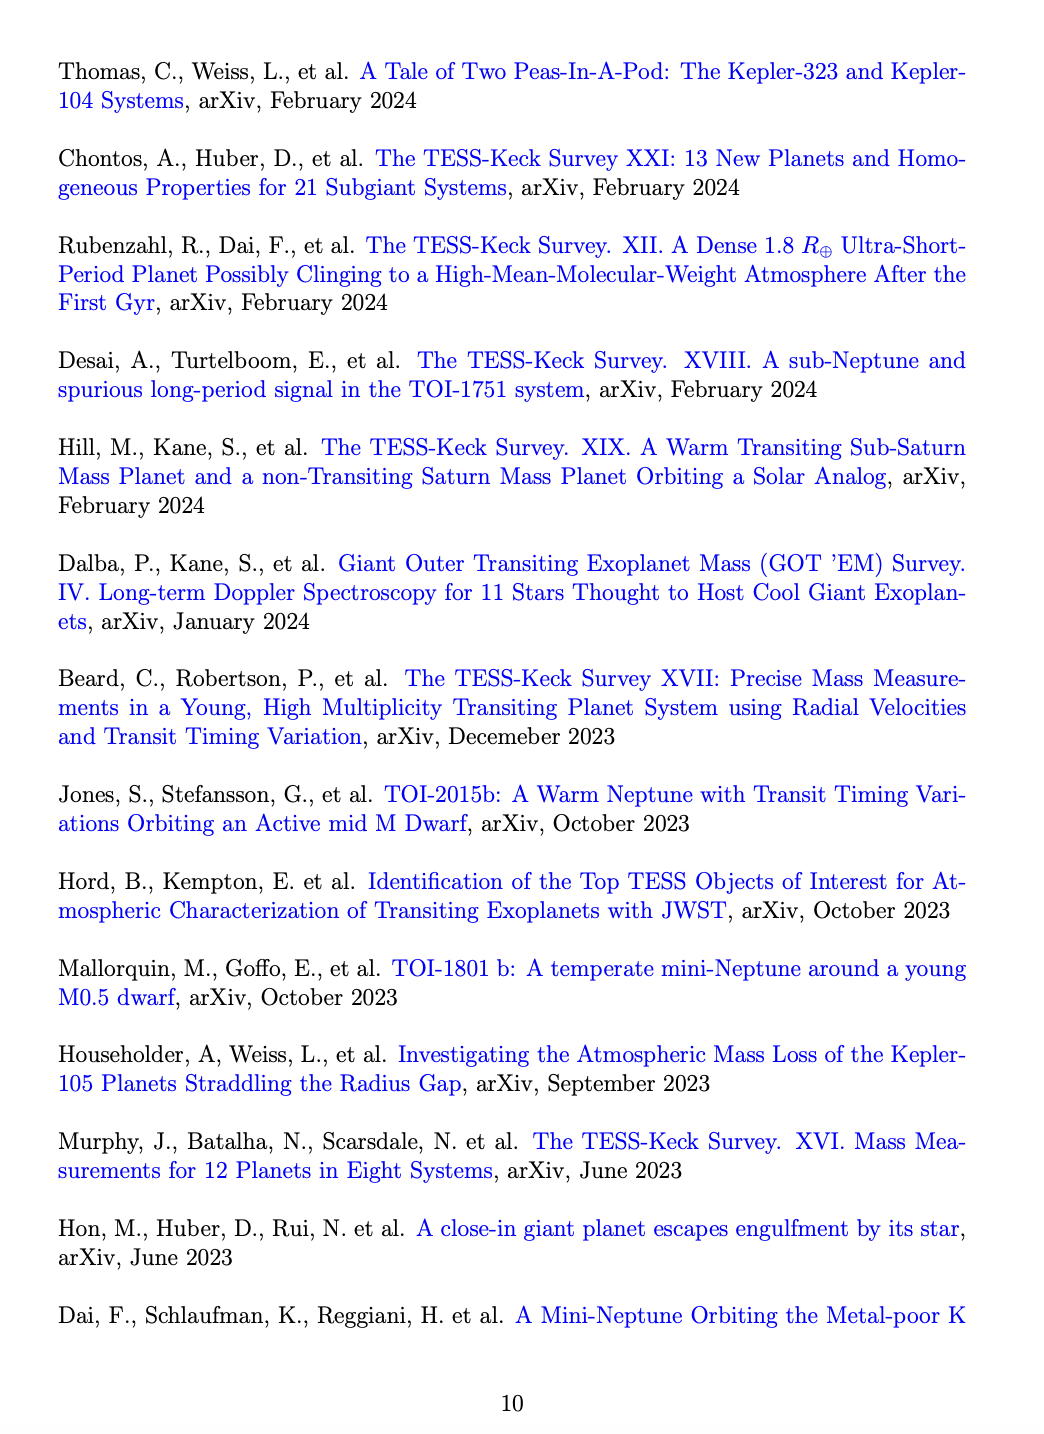 Thomas, C., Weiss, L., et al. A Tale of Two Peas-In-A-Pod: The Kepler-323 and Kepler-
104 Systems, arXiv, February 2024
Chontos, A., Huber, D., et al. The TESS-Keck Survey XXI: 13 New Planets and Homo-
geneous Properties for 21 Subgiant Systems, arXiv, February 2024
Rubenzahl, R., Dai, F., et al. The TESS-Keck Survey. XII. A Dense 1.8 R⊕ Ultra-Short-
Period Planet Possibly Clinging to a High-Mean-Molecular-Weight Atmosphere After the
First Gyr, arXiv, February 2024
Desai, A., Turtelboom, E., et al. The TESS-Keck Survey. XVIII. A sub-Neptune and
spurious long-period signal in the TOI-1751 system, arXiv, February 2024
Hill, M., Kane, S., et al. The TESS-Keck Survey. XIX. A Warm Transiting Sub-Saturn
Mass Planet and a non-Transiting Saturn Mass Planet Orbiting a Solar Analog, arXiv,
February 2024
Dalba, P., Kane, S., et al. Giant Outer Transiting Exoplanet Mass (GOT ’EM) Survey.
IV. Long-term Doppler Spectroscopy for 11 Stars Thought to Host Cool Giant Exoplan-
ets, arXiv, January 2024
Beard, C., Robertson, P., et al. The TESS-Keck Survey XVII: Precise Mass Measure-
ments in a Young, High Multiplicity Transiting Planet System using Radial Velocities
and Transit Timing Variation, arXiv, Decemeber 2023
Jones, S., Stefansson, G., et al. TOI-2015b: A Warm Neptune with Transit Timing Vari-
ations Orbiting an Active mid M Dwarf, arXiv, October 2023
Hord, B., Kempton, E. et al. Identification of the Top TESS Objects of Interest for At-
mospheric Characterization of Transiting Exoplanets with JWST, arXiv, October 2023
Mallorquin, M., Goffo, E., et al. TOI-1801 b: A temperate mini-Neptune around a young
M0.5 dwarf, arXiv, October 2023
Householder, A, Weiss, L., et al. Investigating the Atmospheric Mass Loss of the Kepler-
105 Planets Straddling the Radius Gap, arXiv, September 2023
Murphy, J., Batalha, N., Scarsdale, N. et al. The TESS-Keck Survey. XVI. Mass Mea-
surements for 12 Planets in Eight Systems, arXiv, June 2023
Hon, M., Huber, D., Rui, N. et al. A close-in giant planet escapes engulfment by its star,
arXiv, June 2023
Dai, F., Schlaufman, K., Reggiani, H. et al. A Mini-Neptune Orbiting the Metal-poor K
10